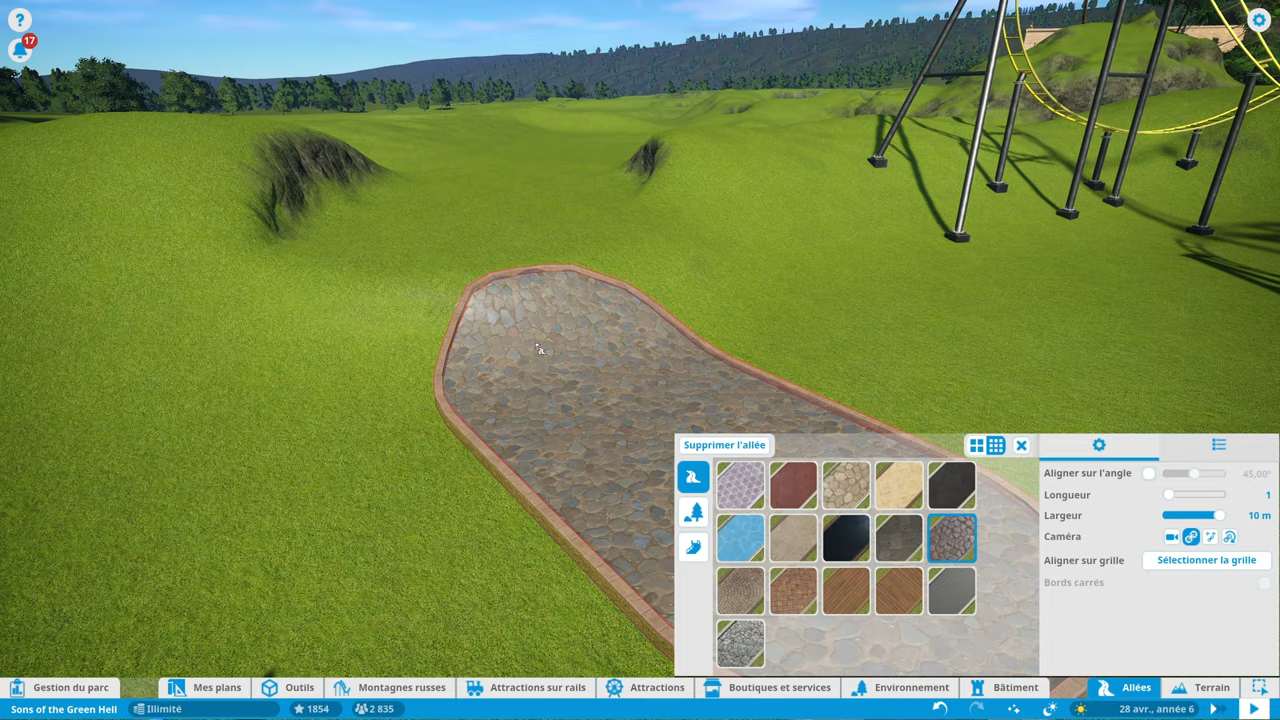 ?
17
Supprimer l'allée
Aligner sur l'angle 45,00°
Longueur 1
Largeur 10 m
Caméra
Aligner sur grille Sélectionner la grille
Bords carrés
Gestion du parc Mes plans Outils Montagnes russes Attractions sur rails Attractions Boutiques et services Environnement Bâtiment Allées Terrain
Sons of the Green Hell Illimité 1854 2 835 28 avr., année 6